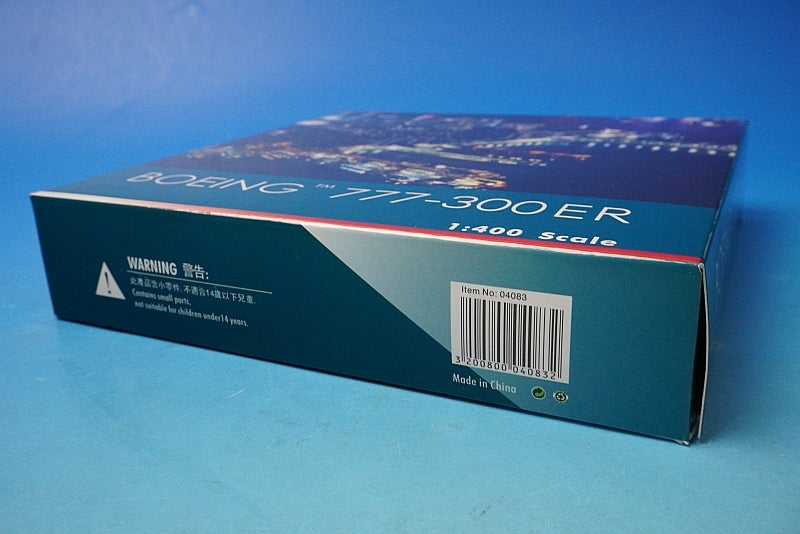 BOEING ™ 777-300ER
1:400 Scale
WARNING 警告:
此產品含小零件, 不適合14歲以下兒童.
Contains small parts,
not suitable for children under14 years.
Item No: 04083
3 200800 040832
Made in China